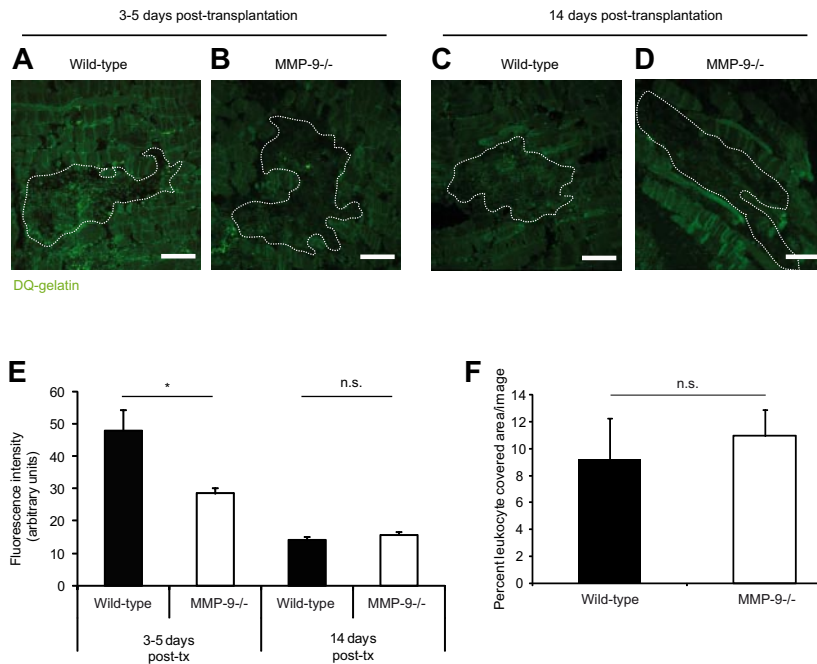 3-5 days post-transplantation
14 days post-transplantation
A
Wild-type
B
MMP-9-/-
C
Wild-type
D
MMP-9-/-
DQ-gelatin
E
Fluorescence intensity
(arbitrary units)
60
50
40
30
20
10
0
*
n.s.
Wild-type
MMP-9-/-
Wild-type
MMP-9-/-
3-5 days
post-tx
14 days
post-tx
F
Percent leukocyte covered area/image
14
12
10
8
6
4
2
0
n.s.
Wild-type
MMP-9-/-